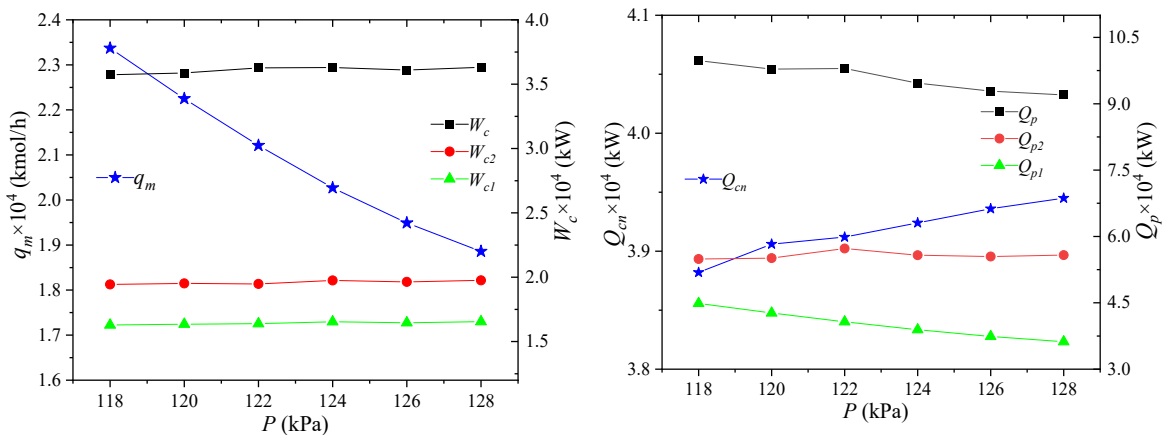 2.4
2.3
2.2
2.1
2.0
1.9
1.8
1.7
1.6
q_m×10^4 (kmol/h)
118 120 122 124 126 128
P (kPa)
4.0
3.5
3.0
2.5
2.0
1.5
W_c×10^4 (kW)
W_c
W_c2
W_c1
q_m
4.1
4.0
3.9
3.8
Q_cn×10^4 (kW)
118 120 122 124 126 128
P (kPa)
10.5
9.0
7.5
6.0
4.5
3.0
Q_p×10^4 (kW)
Q_p
Q_p2
Q_p1
Q_cn